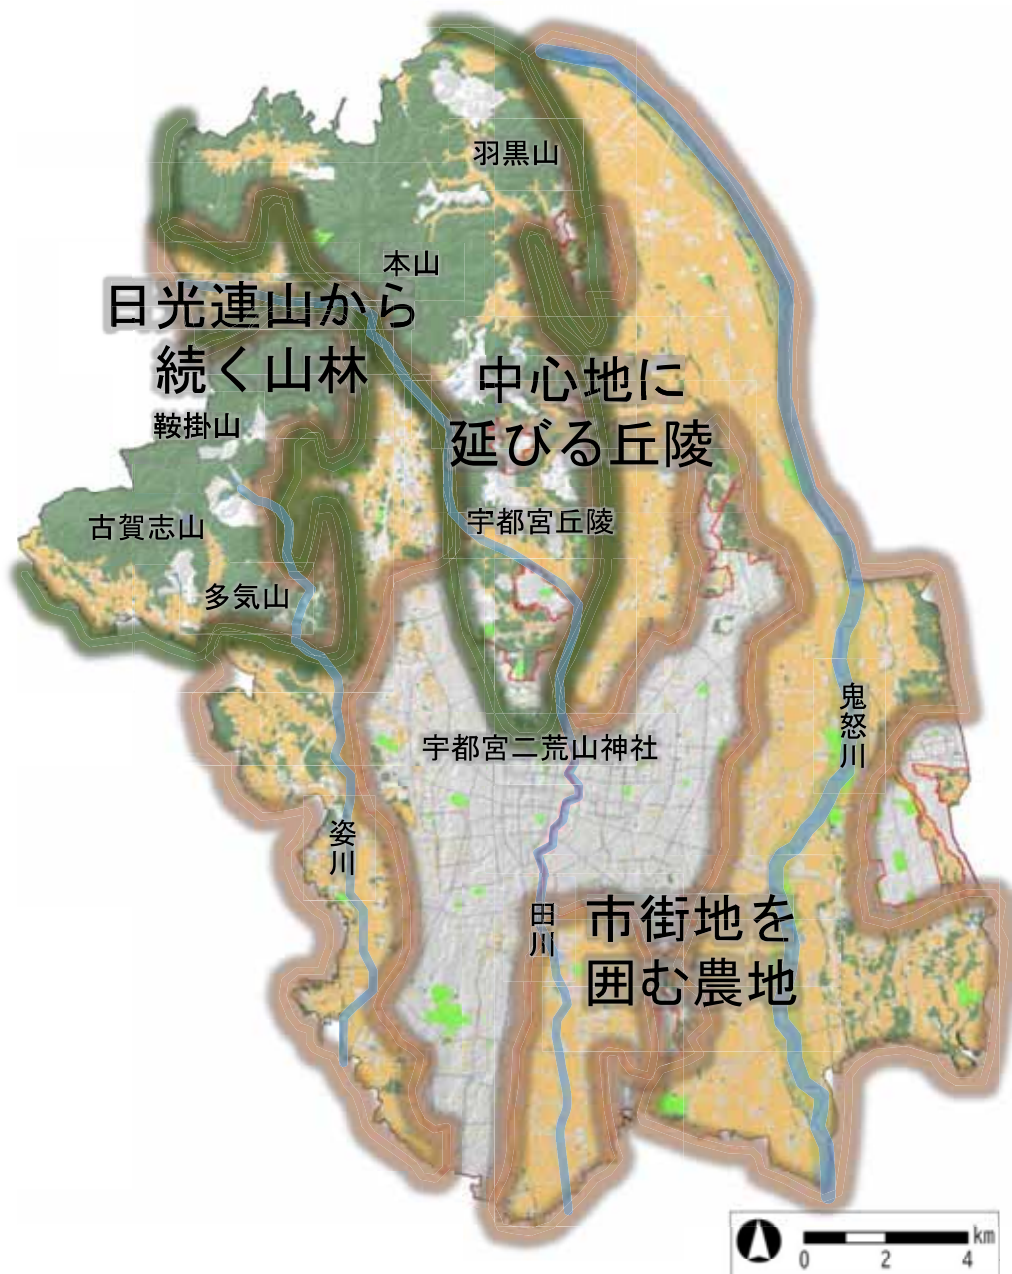 羽黒山
本山
日光連山から
続く山林
中心地に
延びる丘陵
鞍掛山
古賀志山
宇都宮丘陵
多気山
鬼怒川
宇都宮二荒山神社
姿川
田川
市街地を
囲む農地
km
0 2 4